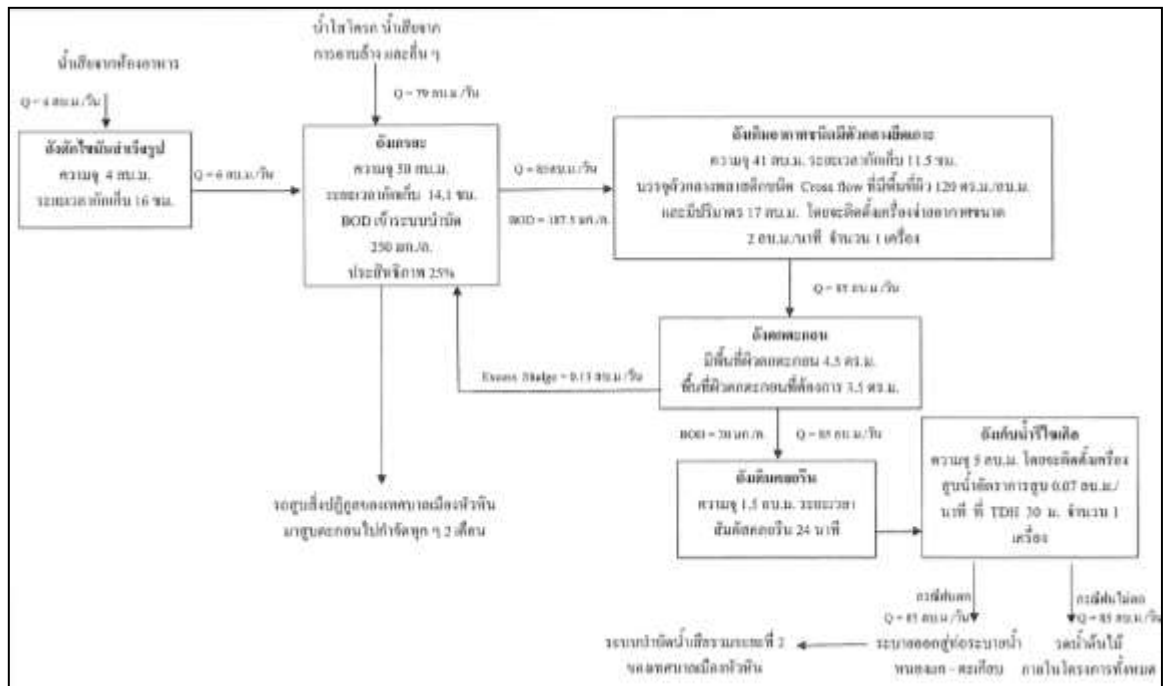 น้ำโสโครก น้ำเสียจาก
การอาบล้าง และอื่น ๆ
น้ำเสียจากห้องอาหาร
Q = 79 ลบ.ม./วัน
Q = 6 ลบ.ม./วัน
ถังดักไขมันสำเร็จรูป
ความจุ 4 ลบ.ม.
ระยะเวลากักเก็บ 16 ชม.
Q = 6 ลบ.ม./วัน
ถังเกรอะ
ความจุ 50 ลบ.ม.
ระยะเวลากักเก็บ 14.1 ชม.
BOD เข้าระบบบำบัด
250 มก./ล.
ประสิทธิภาพ 25%
Q = 85 ลบ.ม./วัน
BOD = 187.5 มก./ล.
ถังเติมอากาศชนิดมีตัวกลางยึดเกาะ
ความจุ 41 ลบ.ม. ระยะเวลากักเก็บ 11.5 ชม.
บรรจุตัวกลางพลาสติกชนิด Cross flow ที่มีพื้นที่ผิว 120 ตร.ม./ลบ.ม.
และมีปริมาตร 17 ลบ.ม. โดยจะติดตั้งเครื่องจ่ายอากาศขนาด
2 ลบ.ม./นาที จำนวน 1 เครื่อง
Q = 85 ลบ.ม./วัน
ถังตกตะกอน
มีพื้นที่ผิวตกตะกอน 4.5 ตร.ม.
พื้นที่ผิวตกตะกอนที่ต้องการ 3.5 ตร.ม.
Excess Sludge = 0.13 ลบ.ม./วัน
BOD = 20 มก./ล.
Q = 85 ลบ.ม./วัน
ถังเติมคลอรีน
ความจุ 1.5 ลบ.ม. ระยะเวลา
สัมผัสคลอรีน 24 นาที
ถังเก็บน้ำรีไซเคิล
ความจุ 5 ลบ.ม. โดยจะติดตั้งเครื่อง
สูบน้ำอัตราการสูบ 0.07 ลบ.ม./
นาที ที่ TDH 30 ม. จำนวน 1
เครื่อง
รถสูบสิ่งปฏิกูลของเทศบาลเมืองหัวหิน
มาสูบตะกอนไปกำจัดทุก ๆ 2 เดือน
กรณีฝนตก
Q = 85 ลบ.ม./วัน
กรณีฝนไม่ตก
Q = 85 ลบ.ม./วัน
ระบบบำบัดน้ำเสียรวมระยะที่ 2
ของเทศบาลเมืองหัวหิน
ระบายออกสู่ท่อระบายน้ำ
หนองแก - ตะเกียบ
รดน้ำต้นไม้
ภายในโครงการทั้งหมด